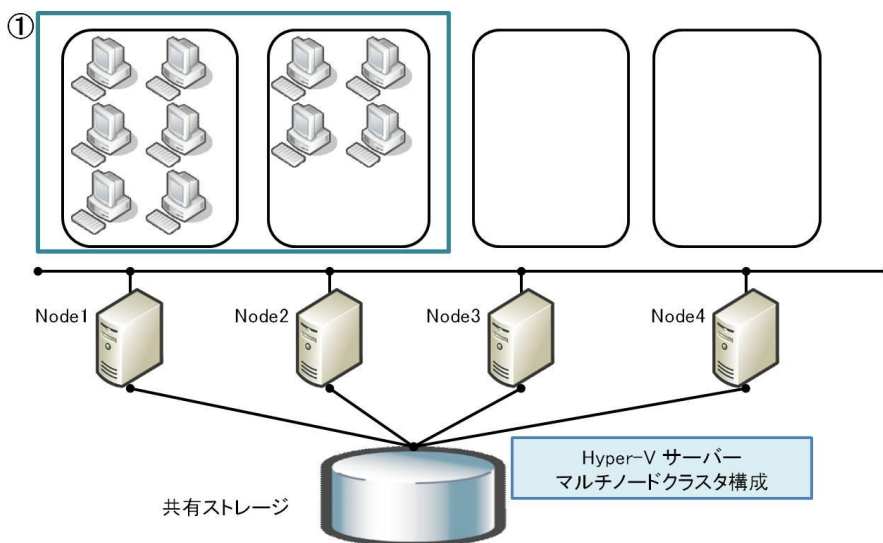 ①
Node1
Node2
Node3
Node4
Hyper-V サーバー
マルチノードクラスタ構成
共有ストレージ